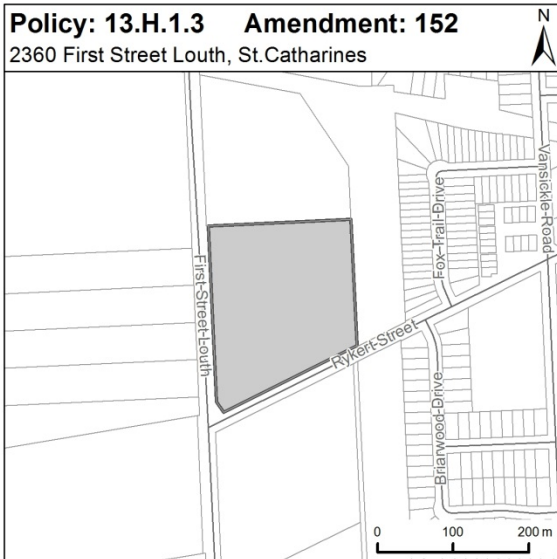 Policy: 13.H.1.3 Amendment: 152
2360 First Street Louth, St.Catharines
N
First Street Louth
Rykert Street
Fox Trail Drive
Vansickle Road
Briarwood Drive
0 100 200 m